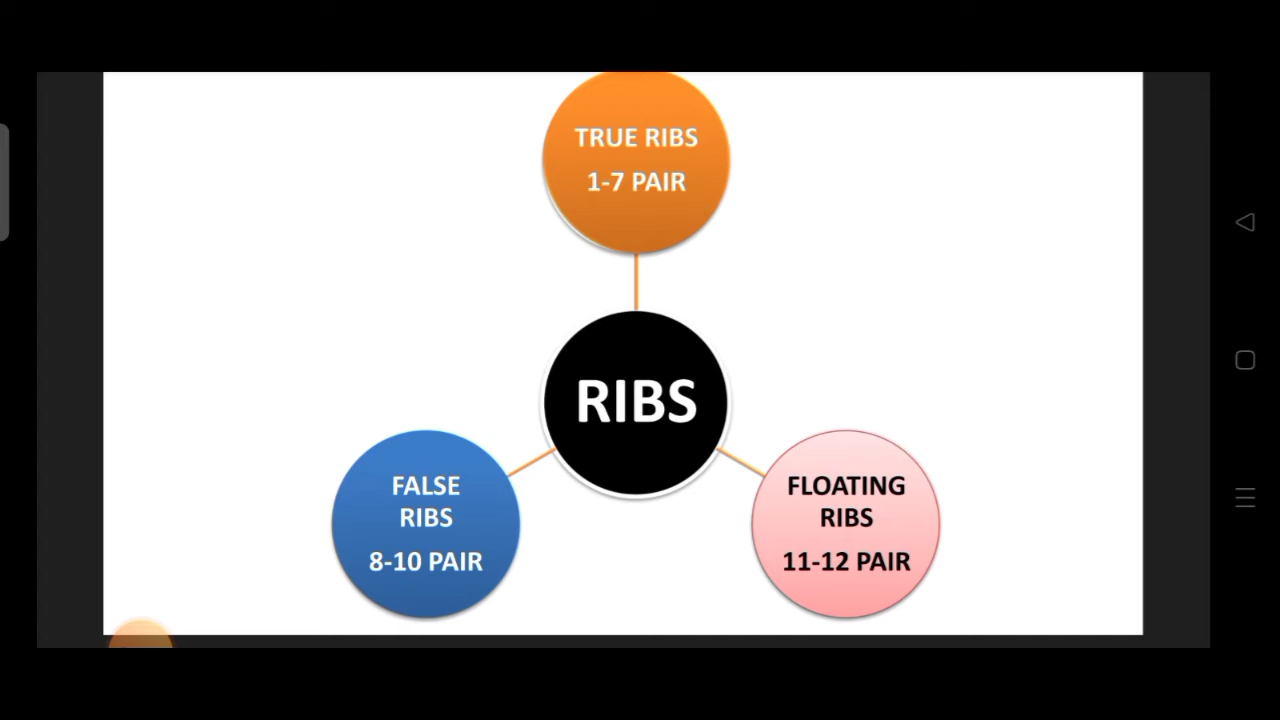 TRUE RIBS
1-7 PAIR
RIBS
FALSE
RIBS
8-10 PAIR
FLOATING
RIBS
11-12 PAIR